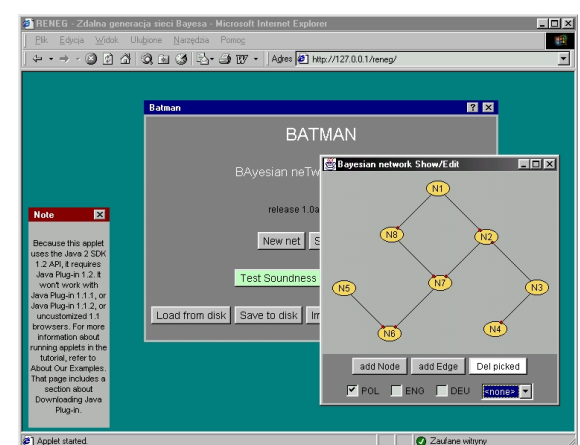 RENEG - Zdalna generacja sieci Bayesa - Microsoft Internet Explorer
Plik Edycja Widok Ulubione Narzędzia Pomoc
Adres http://127.0.0.1/reneg/
Batman
BATMAN
BAyesian neTw
release 1.0a
New net S
Test Soundness
Load from disk Save to disk
Note
Because this applet
uses the Java 2 SDK
1.2 API, it requires
Java Plug-in 1.2. It
won't work with
Java Plug-in 1.1.1, or
Java Plug-in 1.1.2, or
uncustomized 1.1
browsers. For more
information about
running applets in the
tutorial, refer to
About Our Examples.
That page includes a
section about
Downloading Java
Plug-in.
Bayesian network Show/Edit
N1
N8 N2
N5 N7 N3
N6 N4
add Node add Edge Del picked
POL ENG DEU <none>
Applet started. Zaufane witryny